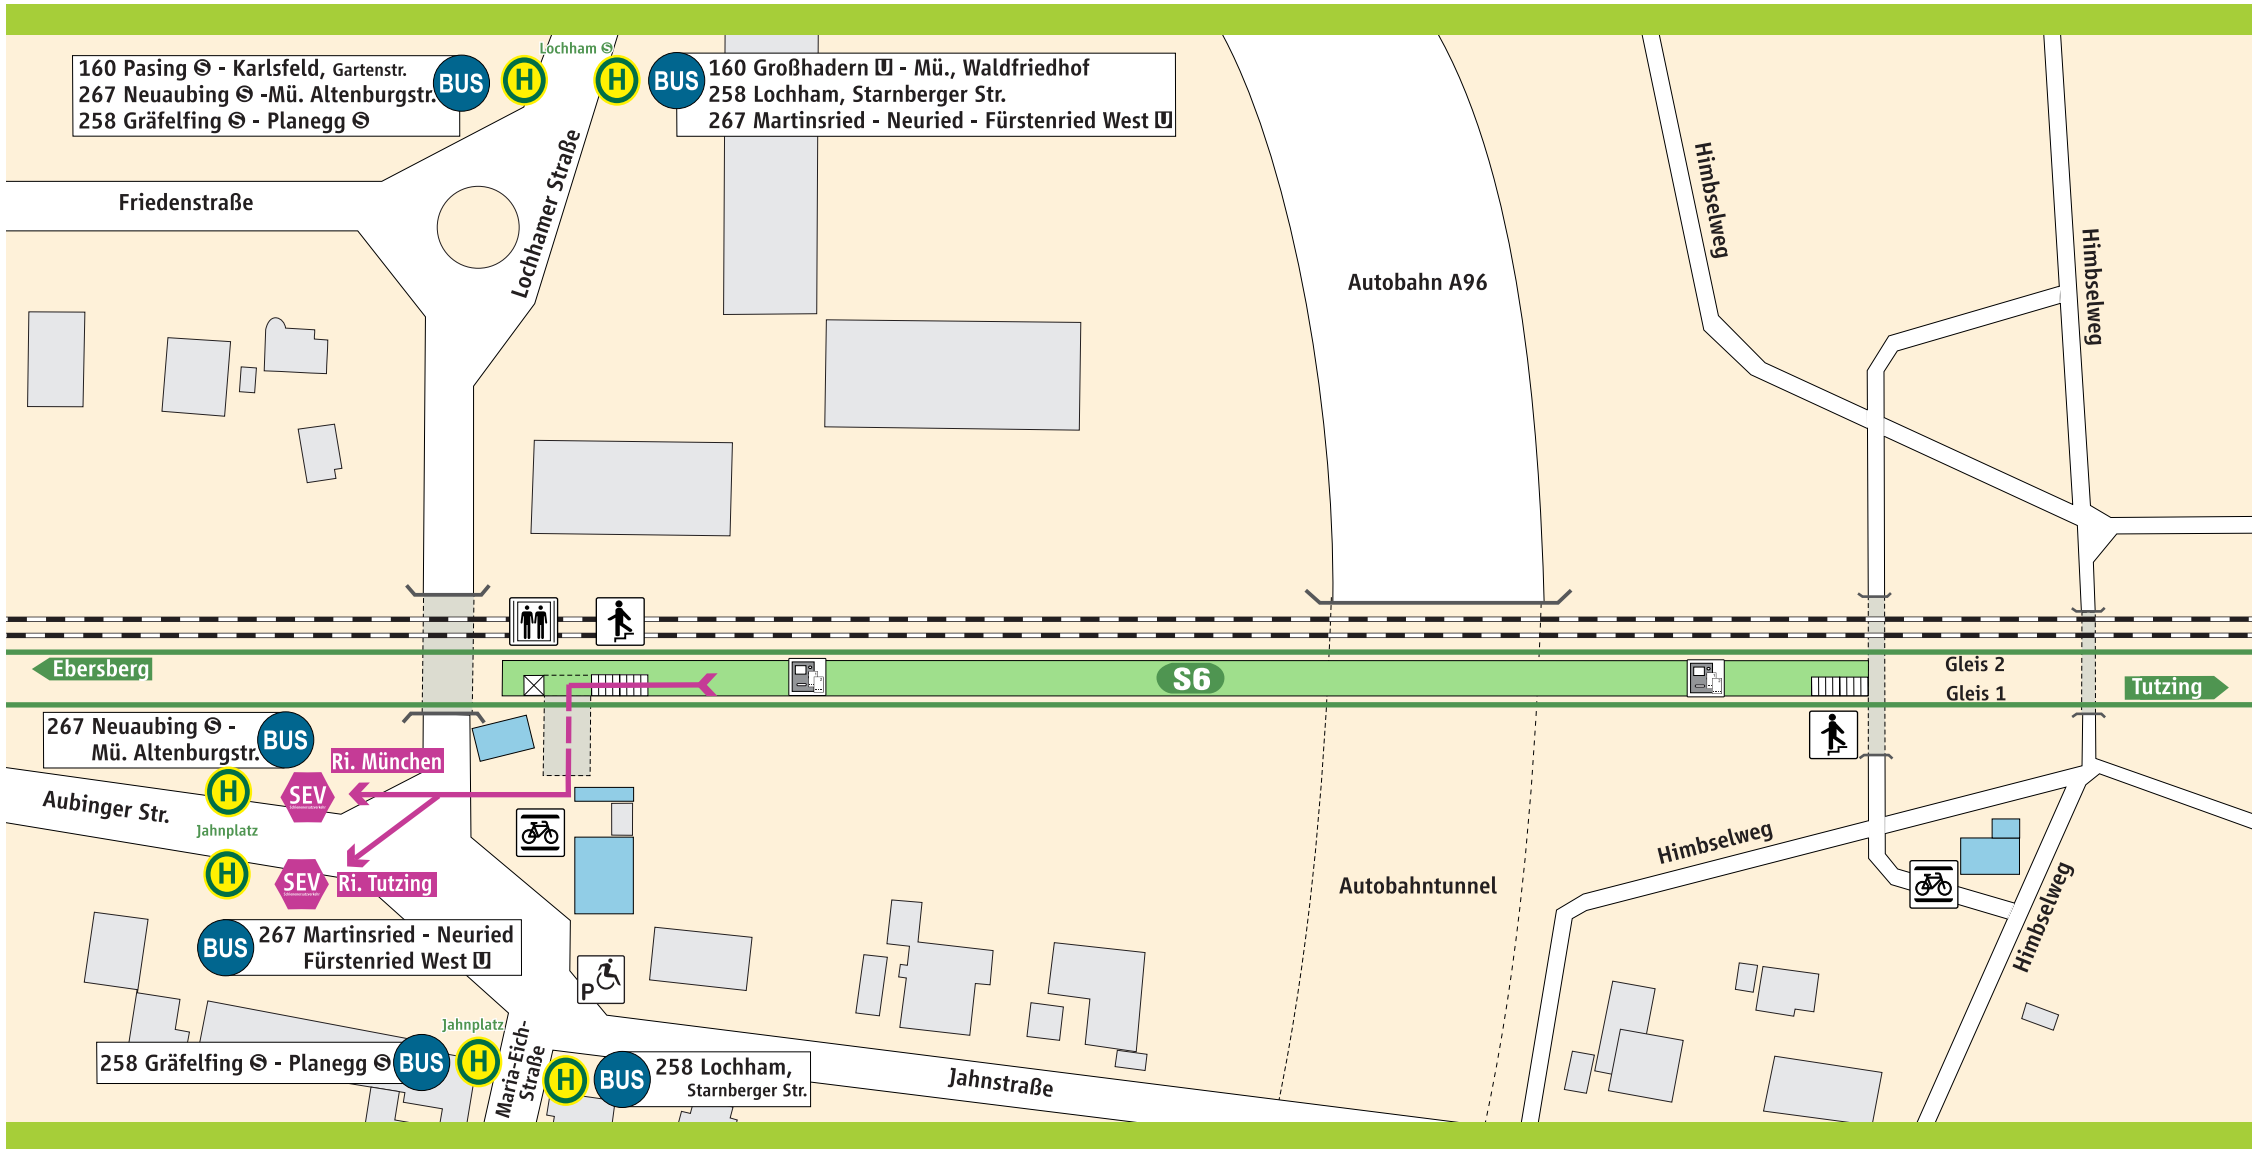 Lochham S
160 Pasing S - Karlsfeld, Gartenstr.
267 Neuaubing S -Mü. Altenburgstr.
258 Gräfelfing S - Planegg S
BUS
H
H
BUS
160 Großhadern U - Mü., Waldfriedhof
258 Lochham, Starnberger Str.
267 Martinsried - Neuried - Fürstenried West U
Friedenstraße
Lochhamer Straße
Autobahn A96
Himbselweg
Himbselweg
Ebersberg
S6
Gleis 2
Gleis 1
Tutzing
267 Neuaubing S -
Mü. Altenburgstr.
BUS
Ri. München
H
SEV
Aubinger Str.
Jahnplatz
H
SEV
Ri. Tutzing
Himbselweg
Autobahntunnel
Himbselweg
BUS
267 Martinsried - Neuried
Fürstenried West U
P
Jahnplatz
258 Gräfelfing S - Planegg S
BUS
H
Maria-Eich-
Straße
H
BUS
258 Lochham,
Starnberger Str.
Jahnstraße